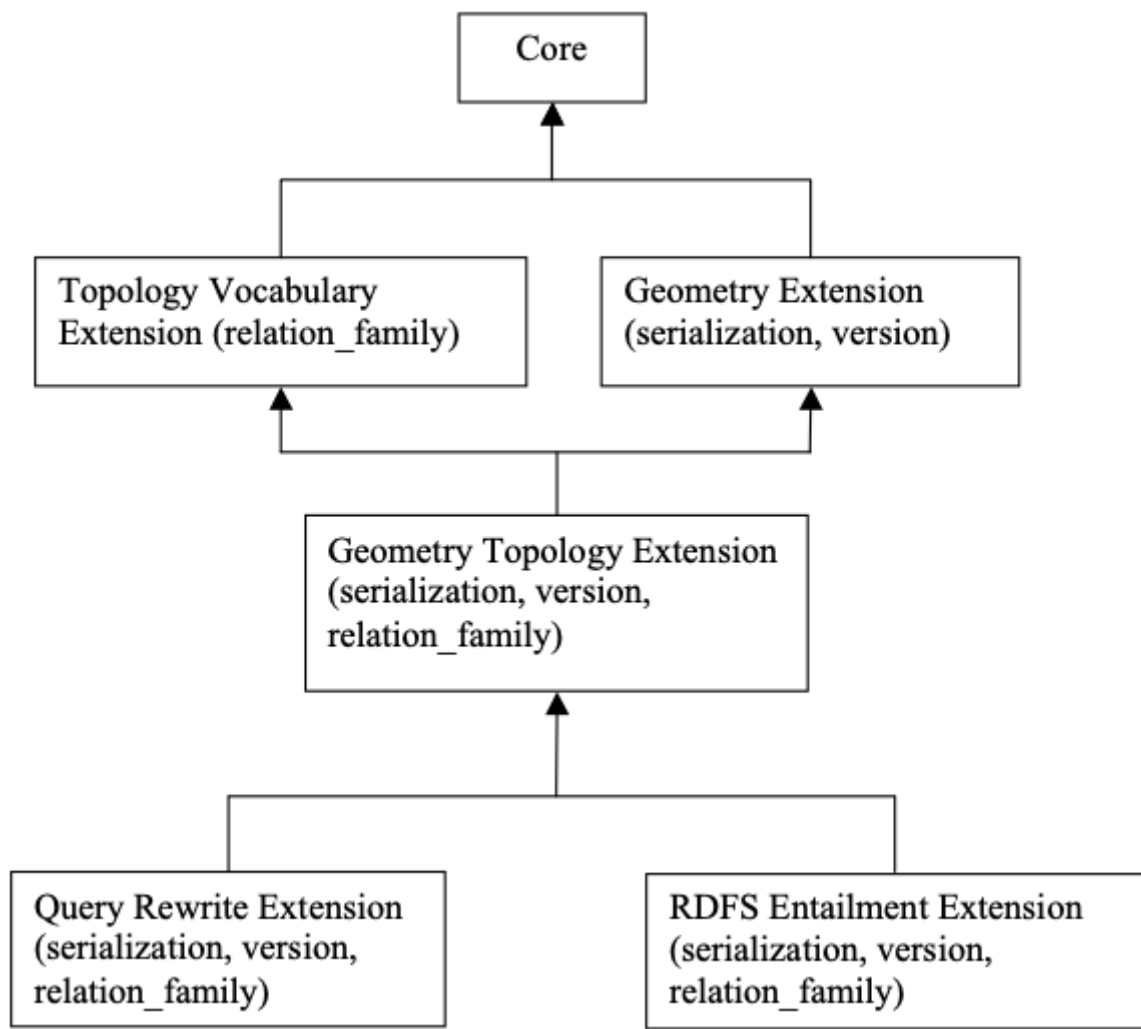 Core
Topology Vocabulary
Extension (relation_family)
Geometry Extension
(serialization, version)
Geometry Topology Extension
(serialization, version,
relation_family)
Query Rewrite Extension
(serialization, version,
relation_family)
RDFS Entailment Extension
(serialization, version,
relation_family)